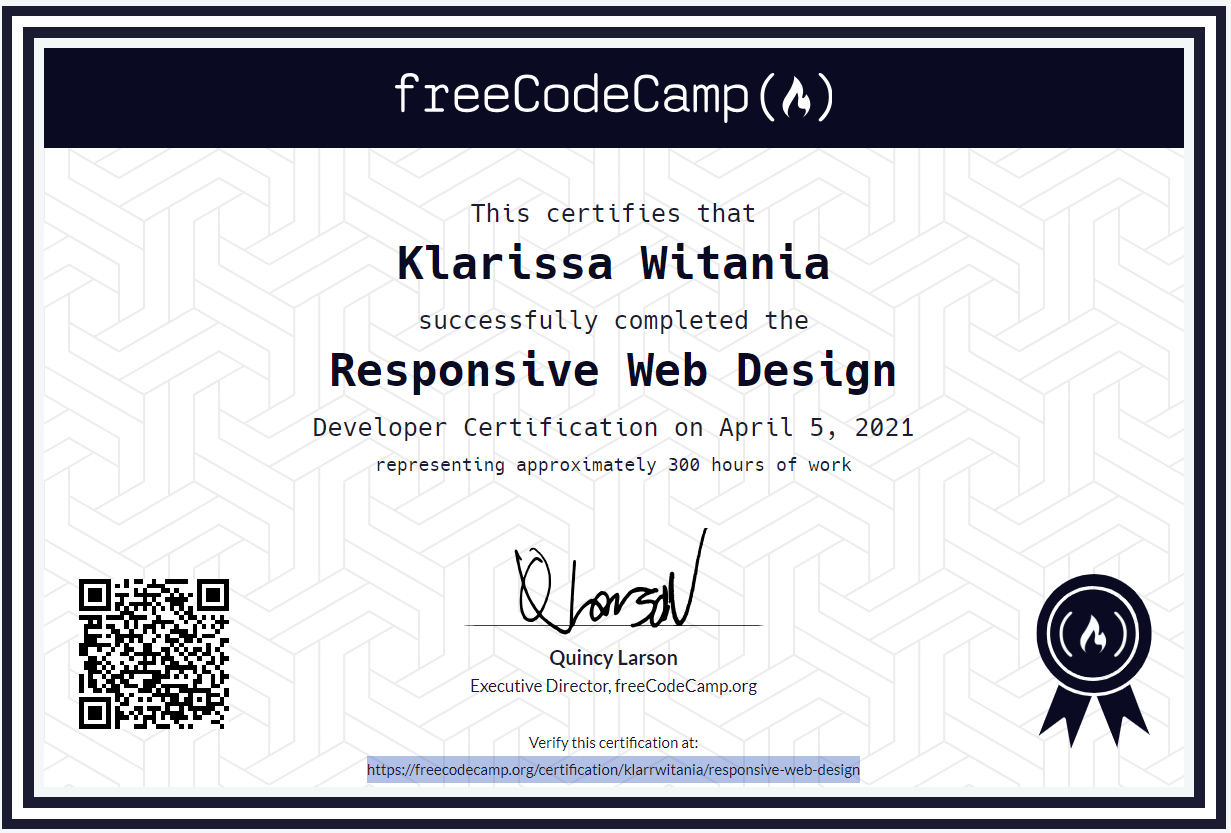 freeCodeCamp(🔥)
This certifies that
Klarissa Witania
successfully completed the
Responsive Web Design
Developer Certification on April 5, 2021
representing approximately 300 hours of work
Q Larson
Quincy Larson
Executive Director, freeCodeCamp.org
Verify this certification at:
https://freecodecamp.org/certification/klarrwitania/responsive-web-design